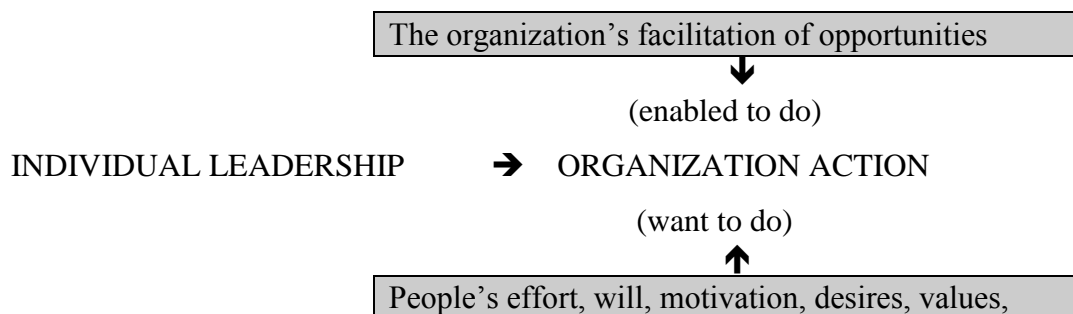 The organization’s facilitation of opportunities
(enabled to do)
INDIVIDUAL LEADERSHIP ➔ ORGANIZATION ACTION
(want to do)
People’s effort, will, motivation, desires, values,